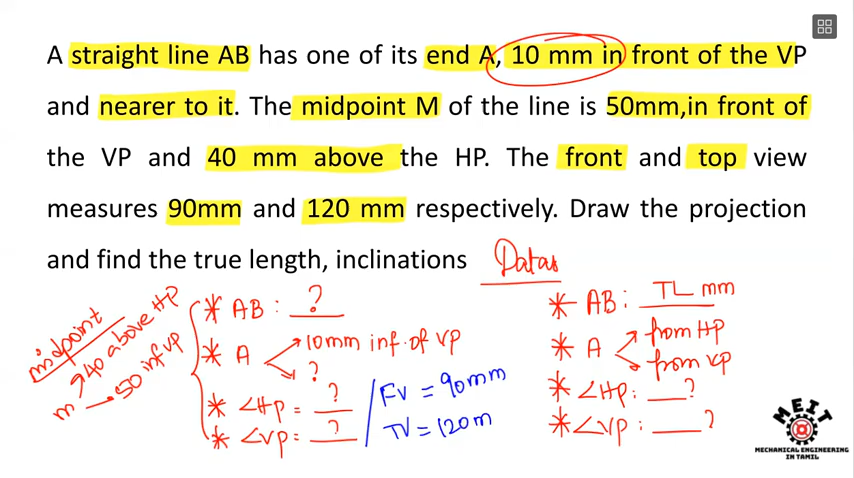 A straight line AB has one of its end A, 10 mm in front of the VP
and nearer to it. The midpoint M of the line is 50mm,in front of
the VP and 40 mm above the HP. The front and top view
measures 90mm and 120 mm respectively. Draw the projection
and find the true length, inclinations
Datas
midpoint
m → 40 above HP
→ 50 inf VP
* AB : ?
* A → 10mm inf. of VP
→ ?
* ∠HP = ?
* ∠VP = ?
FV = 90mm
TV = 120m
* AB : TL mm
* A → from HP
→ from VP
* ∠HP : ___?
* ∠VP : ___?
MEIT
MECHANICAL ENGINEERING
IN TAMIL